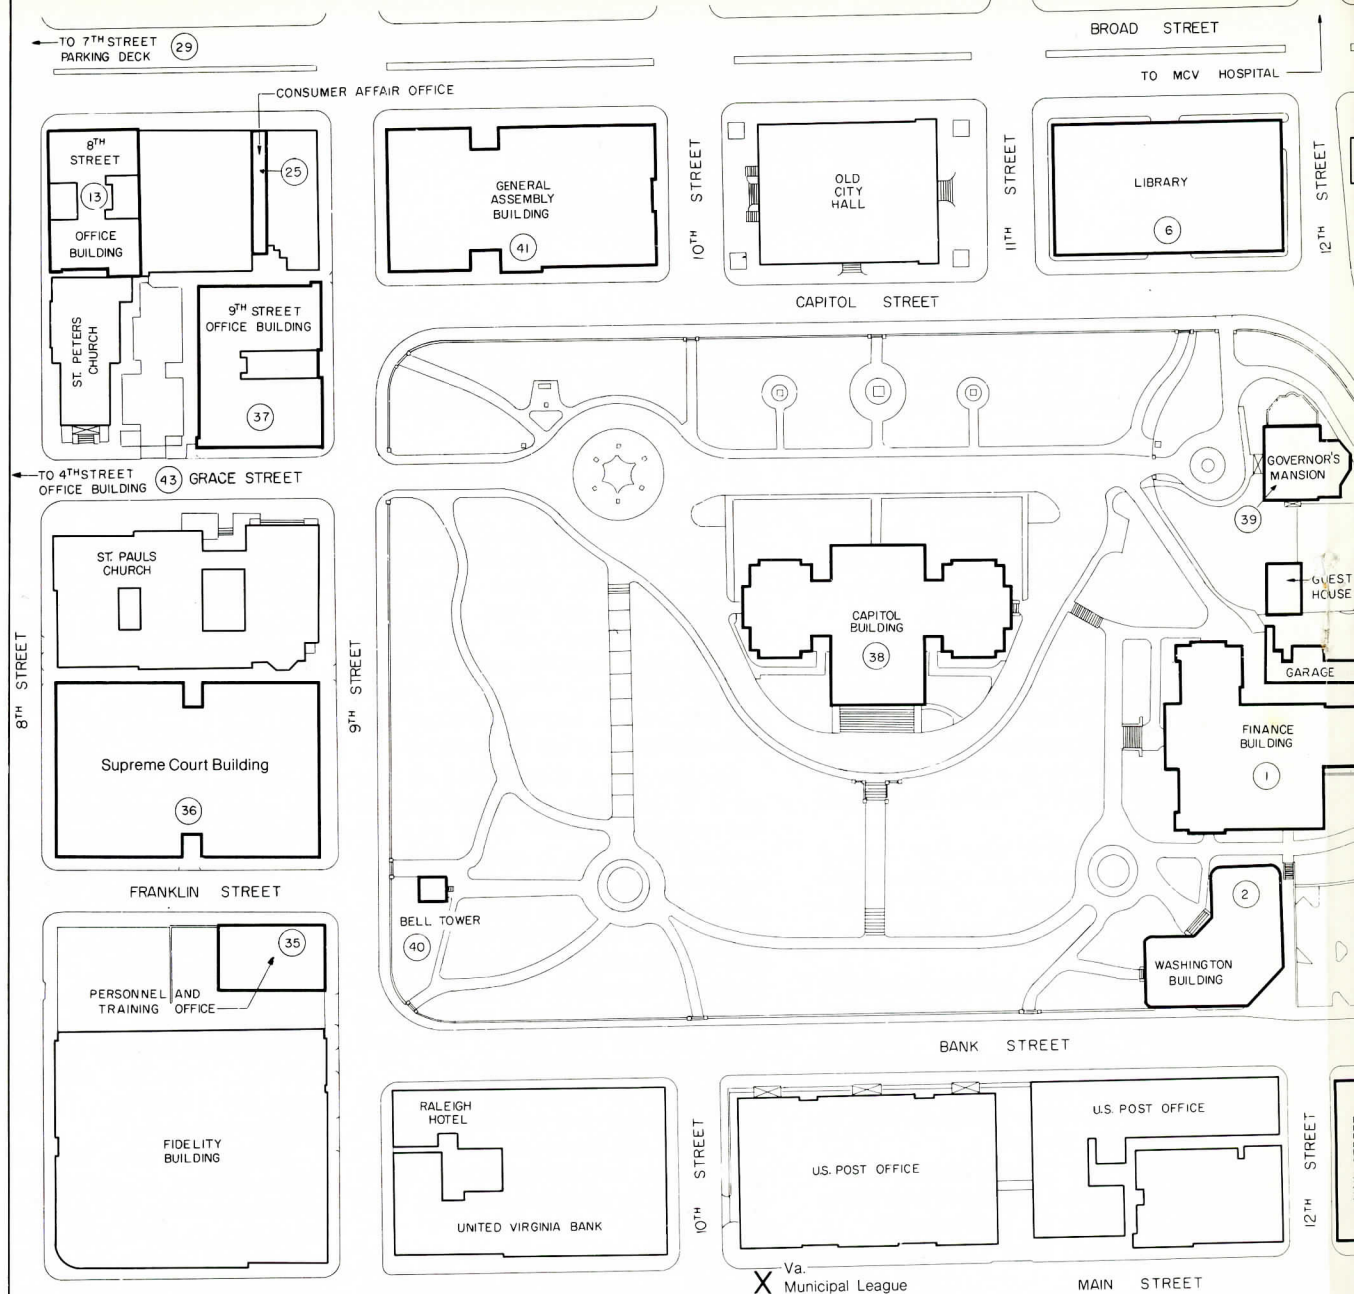 BROAD STREET
TO 7TH STREET
PARKING DECK
29
TO MCV HOSPITAL
CONSUMER AFFAIR OFFICE
8TH
STREET
13
OFFICE
BUILDING
25
GENERAL
ASSEMBLY
BUILDING
41
10TH STREET
OLD
CITY
HALL
11TH STREET
LIBRARY
6
12TH STREET
CAPITOL STREET
ST. PETERS
CHURCH
9TH STREET
OFFICE BUILDING
37
TO 4TH STREET
OFFICE BUILDING
43
GRACE STREET
GOVERNOR'S
MANSION
39
ST. PAULS
CHURCH
GUEST
HOUSE
CAPITOL
BUILDING
38
GARAGE
8TH STREET
9TH STREET
Supreme Court Building
36
FINANCE
BUILDING
1
FRANKLIN STREET
BELL TOWER
40
2
WASHINGTON
BUILDING
35
PERSONNEL AND
TRAINING OFFICE
BANK STREET
RALEIGH
HOTEL
U.S. POST OFFICE
FIDELITY
BUILDING
10TH STREET
U.S. POST OFFICE
12TH STREET
UNITED VIRGINIA BANK
X
Va.
Municipal League
MAIN STREET